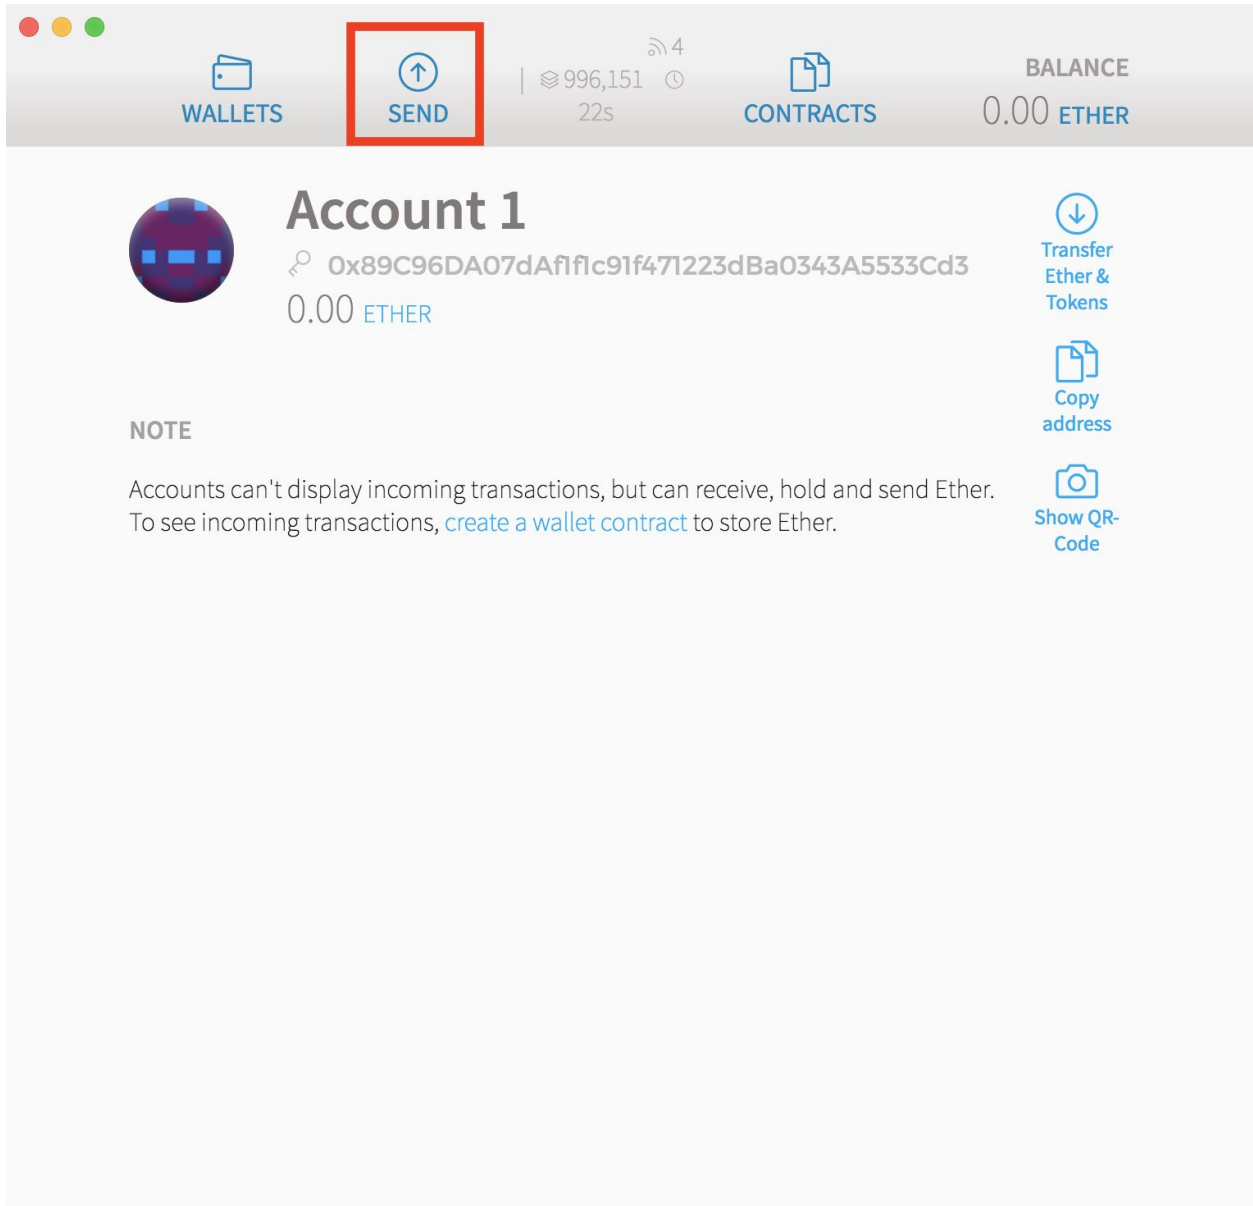 WALLETS
SEND
4
| 996,151
22s
CONTRACTS
BALANCE
0.00 ETHER
Account 1
0x89C96DA07dAf1f1c91f471223dBa0343A5533Cd3
0.00 ETHER
Transfer
Ether &
Tokens
Copy
address
Show QR-
Code
NOTE
Accounts can't display incoming transactions, but can receive, hold and send Ether.
To see incoming transactions, create a wallet contract to store Ether.